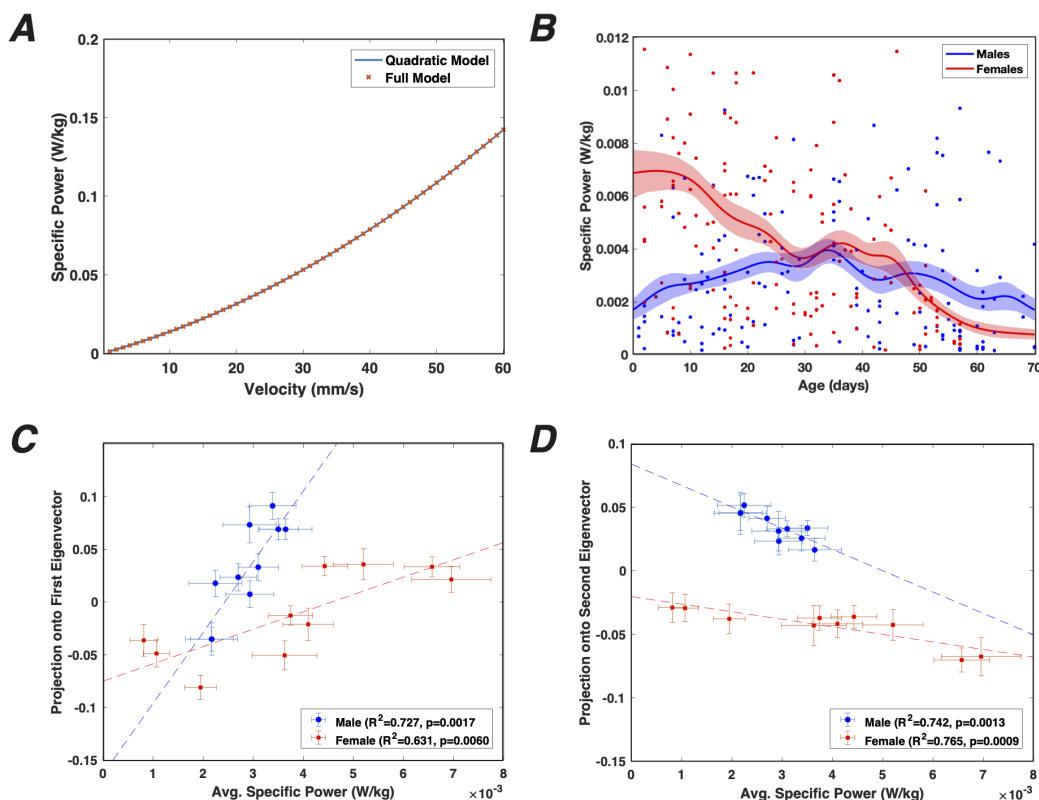 A
Specific Power (W/kg)
0.2
0.15
0.1
0.05
0
Quadratic Model
Full Model
10
20
30
40
50
60
Velocity (mm/s)
B
Specific Power (W/kg)
0.012
0.01
0.008
0.006
0.004
0.002
0
Males
Females
0
10
20
30
40
50
60
70
Age (days)
C
Projection onto First Eigenvector
0.1
0.05
0
-0.05
-0.1
-0.15
Male (R²=0.727, p=0.0017
Female (R²=0.631, p=0.0060
0
1
2
3
4
5
6
7
8
Avg. Specific Power (W/kg)
×10⁻³
D
Projection onto Second Eigenvector
0.1
0.05
0
-0.05
-0.1
-0.15
Male (R²=0.742, p=0.0013
Female (R²=0.765, p=0.0009
0
1
2
3
4
5
6
7
8
Avg. Specific Power (W/kg)
×10⁻³